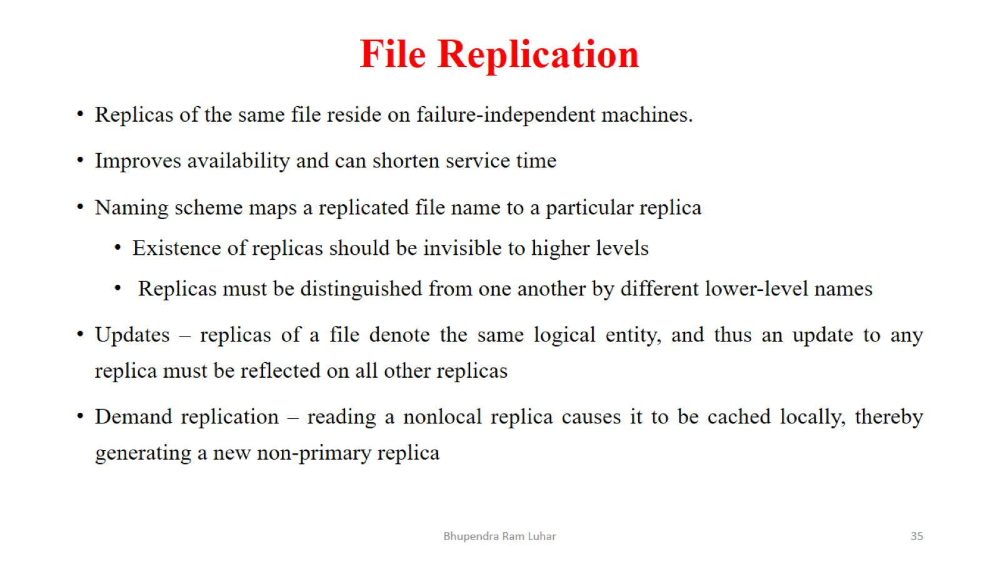 File Replication
• Replicas of the same file reside on failure-independent machines.
• Improves availability and can shorten service time
• Naming scheme maps a replicated file name to a particular replica
• Existence of replicas should be invisible to higher levels
• Replicas must be distinguished from one another by different lower-level names
• Updates – replicas of a file denote the same logical entity, and thus an update to any
replica must be reflected on all other replicas
• Demand replication – reading a nonlocal replica causes it to be cached locally, thereby
generating a new non-primary replica
Bhupendra Ram Luhar
35